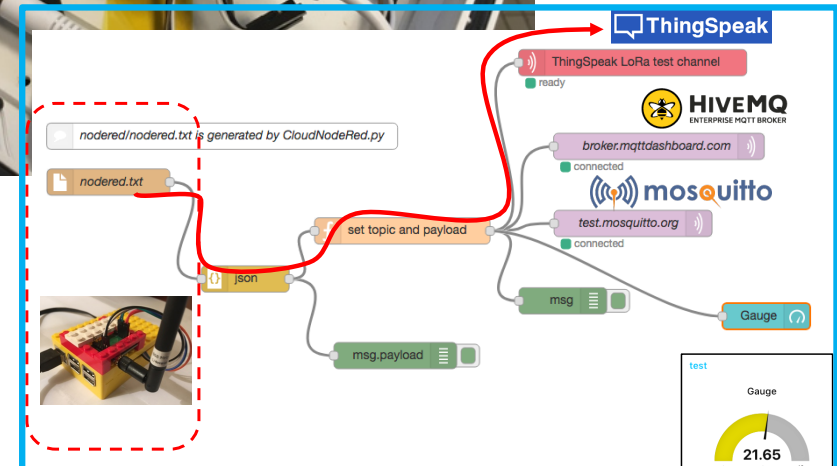 ThingSpeak
ThingSpeak LoRa test channel
ready
HIVEMQ
ENTERPRISE MQTT BROKER
nodered/nodered.txt is generated by CloudNodeRed.py
broker.mqttdashboard.com
connected
nodered.txt
mosquitto
set topic and payload
test.mosquitto.org
connected
{} json
msg
Gauge
msg.payload
test
Gauge
21.65